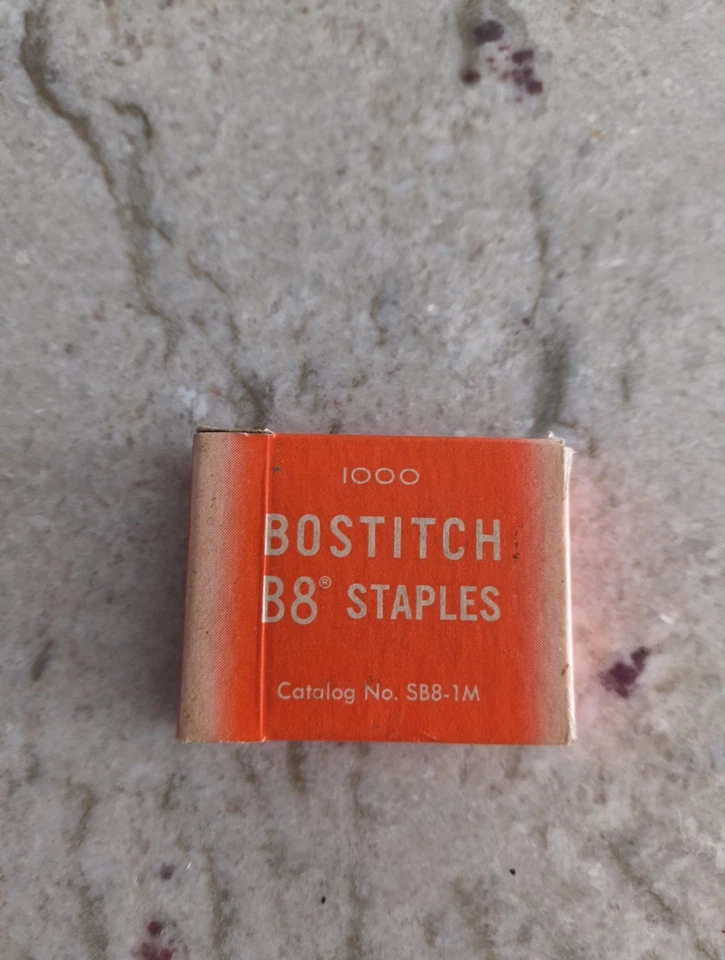 1000
BOSTITCH
B8® STAPLES
Catalog No. SB8-1M